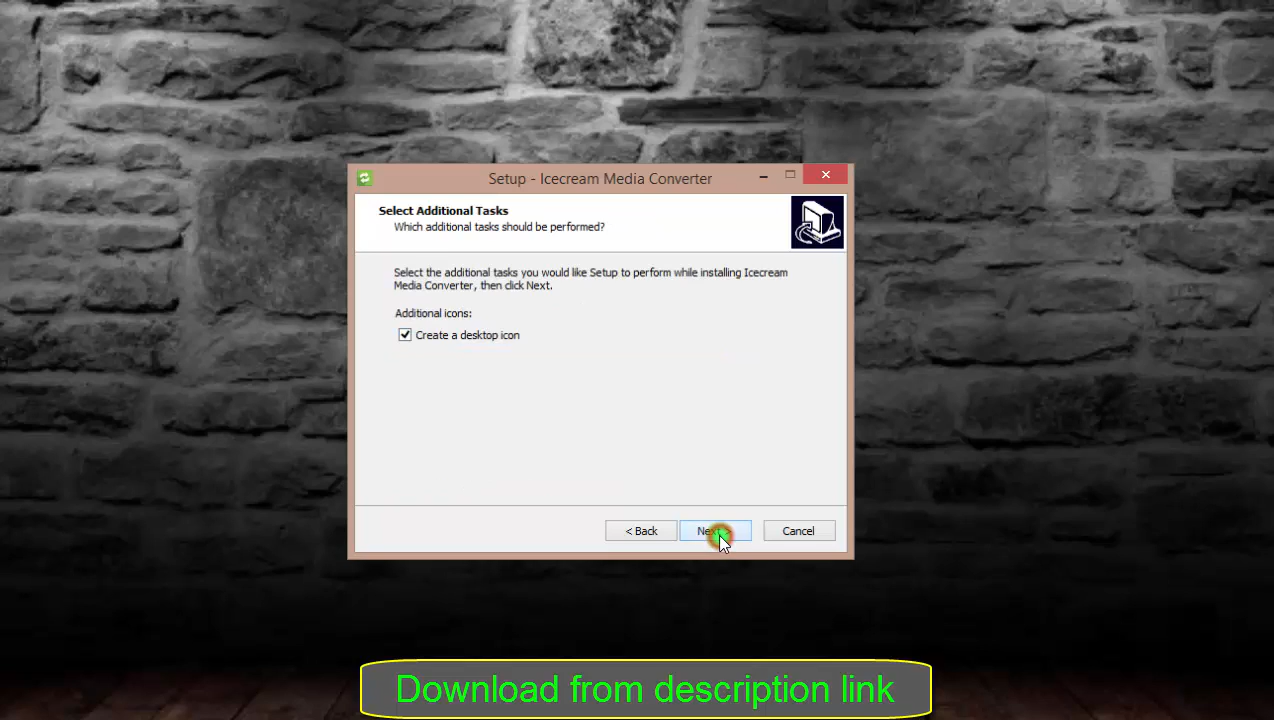 Setup - Icecream Media Converter
Select Additional Tasks
Which additional tasks should be performed?
Select the additional tasks you would like Setup to perform while installing Icecream
Media Converter, then click Next.
Additional icons:
Create a desktop icon
< Back
Next >
Cancel
Download from description link